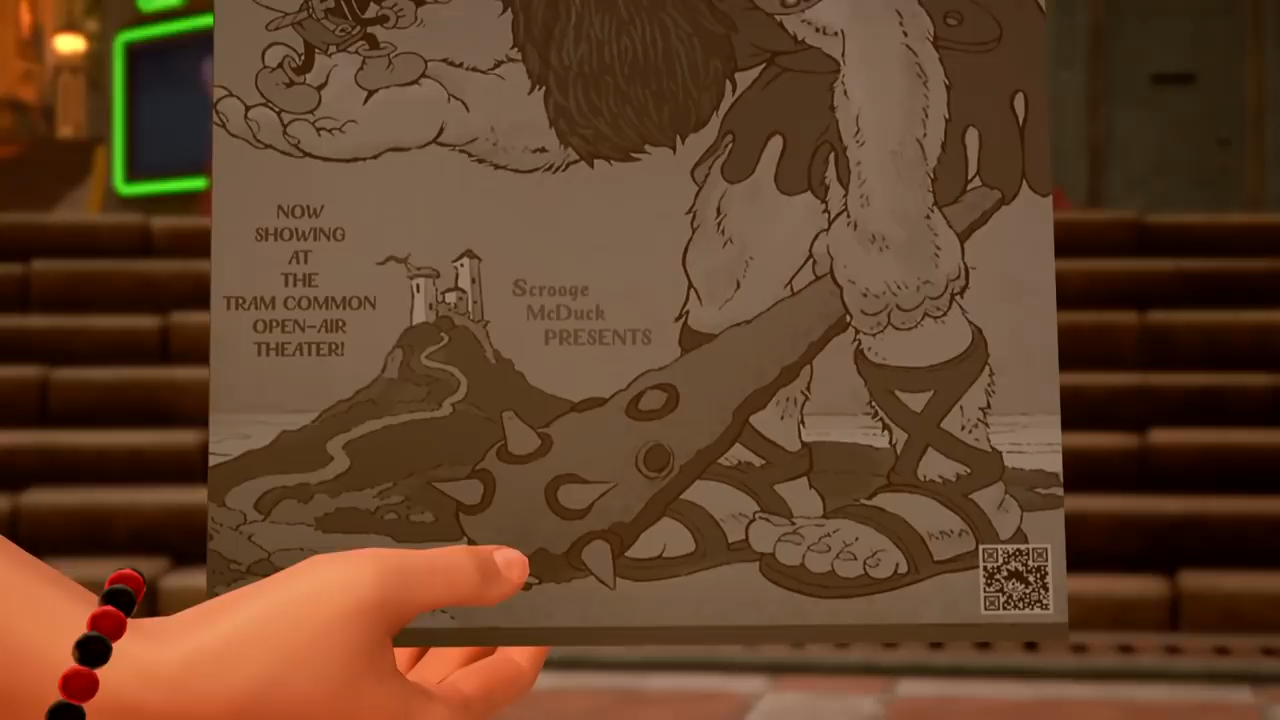 NOW
SHOWING
AT
THE
TRAM COMMON
OPEN-AIR
THEATER!
Scrooge
McDuck
PRESENTS